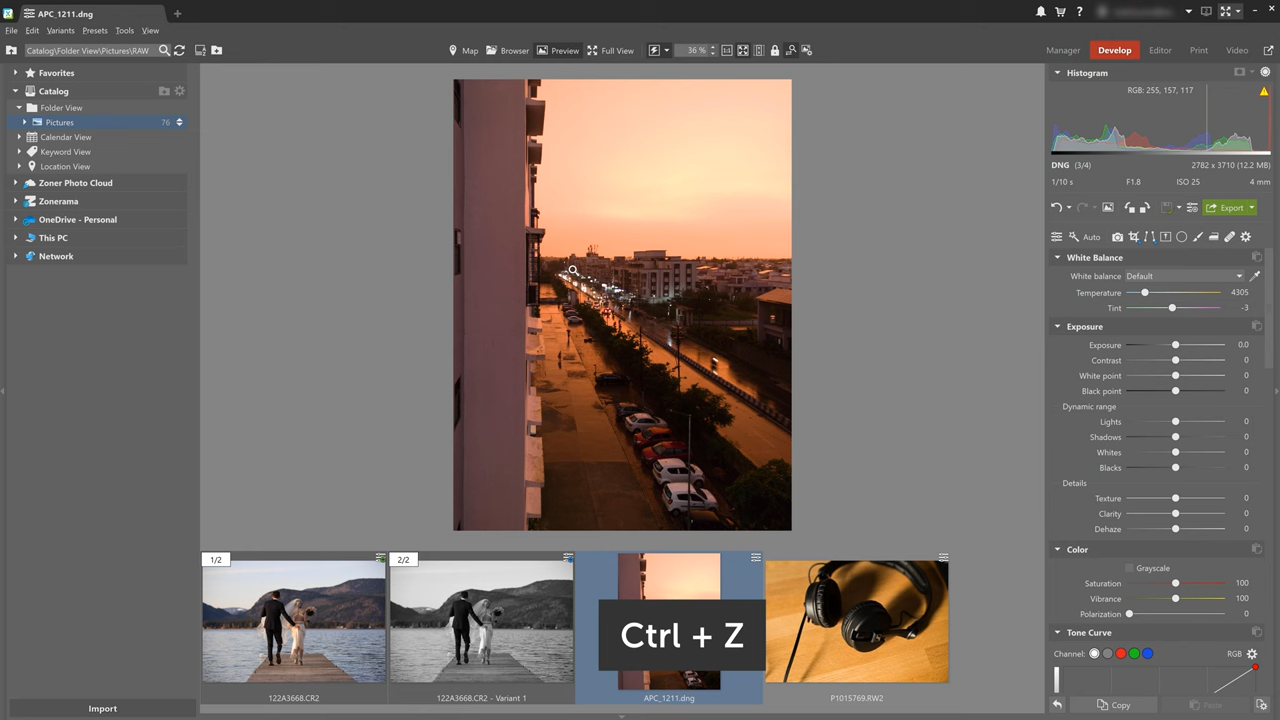 APC_1211.dng
File Edit Variants Presets Tools View
Catalog\Folder View\Pictures\RAW
Map Browser Preview Full View 36 %
Manager Develop Editor Print Video
Favorites
Catalog
Folder View
Pictures 76
Calendar View
Keyword View
Location View
Zoner Photo Cloud
Zonerama
OneDrive - Personal
This PC
Network
Import
Histogram
RGB: 255, 157, 117
DNG (3/4) 2782 x 3710 (12.2 MB)
1/10 s F1.8 ISO 25 4 mm
Export
Auto
White Balance
White balance Default
Temperature 4305
Tint -3
Exposure
Exposure 0.0
Contrast 0
White point 0
Black point 0
Dynamic range
Lights 0
Shadows 0
Whites 0
Blacks 0
Details
Texture 0
Clarity 0
Dehaze 0
Color
Grayscale
Saturation 100
Vibrance 100
Polarization 0
Tone Curve
Channel: RGB
Copy Paste
1/2 2/2
Ctrl + Z
122A3668.CR2 122A3668.CR2 - Variant 1 APC_1211.dng P1015769.RW2